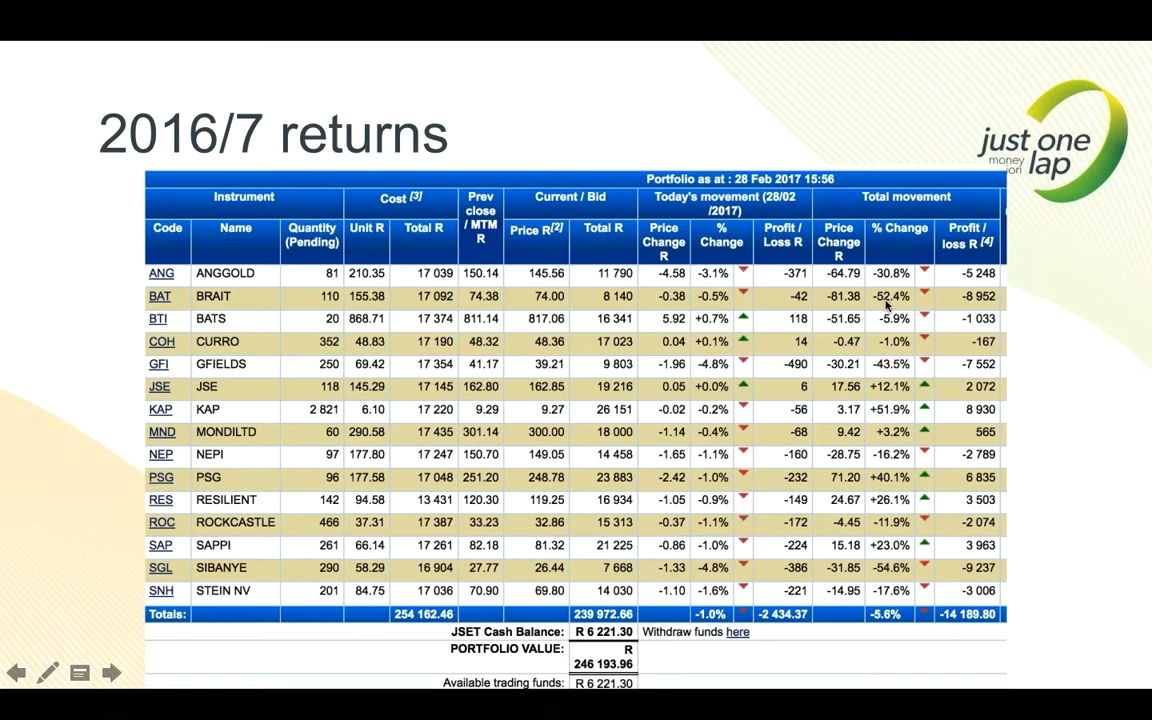 2016/7 returns
just one
money lap
ion
Portfolio as at : 28 Feb 2017 15:56
Instrument Cost [3] Prev close / MTM R Current / Bid Today's movement (28/02 /2017) Total movement
Code Name Quantity (Pending) Unit R Total R Price R[2] Total R Price Change R % Change Profit / Loss R Price Change R % Change Profit / loss R [4]
ANG ANGGOLD 81 210.35 17 039 150.14 145.56 11 790 -4.58 -3.1% -371 -64.79 -30.8% -5 248
BAT BRAIT 110 155.38 17 092 74.38 74.00 8 140 -0.38 -0.5% -42 -81.38 -52.4% -8 952
BTI BATS 20 868.71 17 374 811.14 817.06 16 341 5.92 +0.7% 118 -51.65 -5.9% -1 033
COH CURRO 352 48.83 17 190 48.32 48.36 17 023 0.04 +0.1% 14 -0.47 -1.0% -167
GFI GFIELDS 250 69.42 17 354 41.17 39.21 9 803 -1.96 -4.8% -490 -30.21 -43.5% -7 552
JSE JSE 118 145.29 17 145 162.80 162.85 19 216 0.05 +0.0% 6 17.56 +12.1% 2 072
KAP KAP 2 821 6.10 17 220 9.29 9.27 26 151 -0.02 -0.2% -56 3.17 +51.9% 8 930
MND MONDILTD 60 290.58 17 435 301.14 300.00 18 000 -1.14 -0.4% -68 9.42 +3.2% 565
NEP NEPI 97 177.80 17 247 150.70 149.05 14 458 -1.65 -1.1% -160 -28.75 -16.2% -2 789
PSG PSG 96 177.58 17 048 251.20 248.78 23 883 -2.42 -1.0% -232 71.20 +40.1% 6 835
RES RESILIENT 142 94.58 13 431 120.30 119.25 16 934 -1.05 -0.9% -149 24.67 +26.1% 3 503
ROC ROCKCASTLE 466 37.31 17 387 33.23 32.86 15 313 -0.37 -1.1% -172 -4.45 -11.9% -2 074
SAP SAPPI 261 66.14 17 261 82.18 81.32 21 225 -0.86 -1.0% -224 15.18 +23.0% 3 963
SGL SIBANYE 290 58.29 16 904 27.77 26.44 7 668 -1.33 -4.8% -386 -31.85 -54.6% -9 237
SNH STEIN NV 201 84.75 17 036 70.90 69.80 14 030 -1.10 -1.6% -221 -14.95 -17.6% -3 006
Totals: 254 162.46 239 972.66 -1.0% -2 434.37 -5.6% -14 189.80
JSET Cash Balance: R 6 221.30 Withdraw funds here
PORTFOLIO VALUE: R
246 193.96
Available trading funds: R 6 221.30